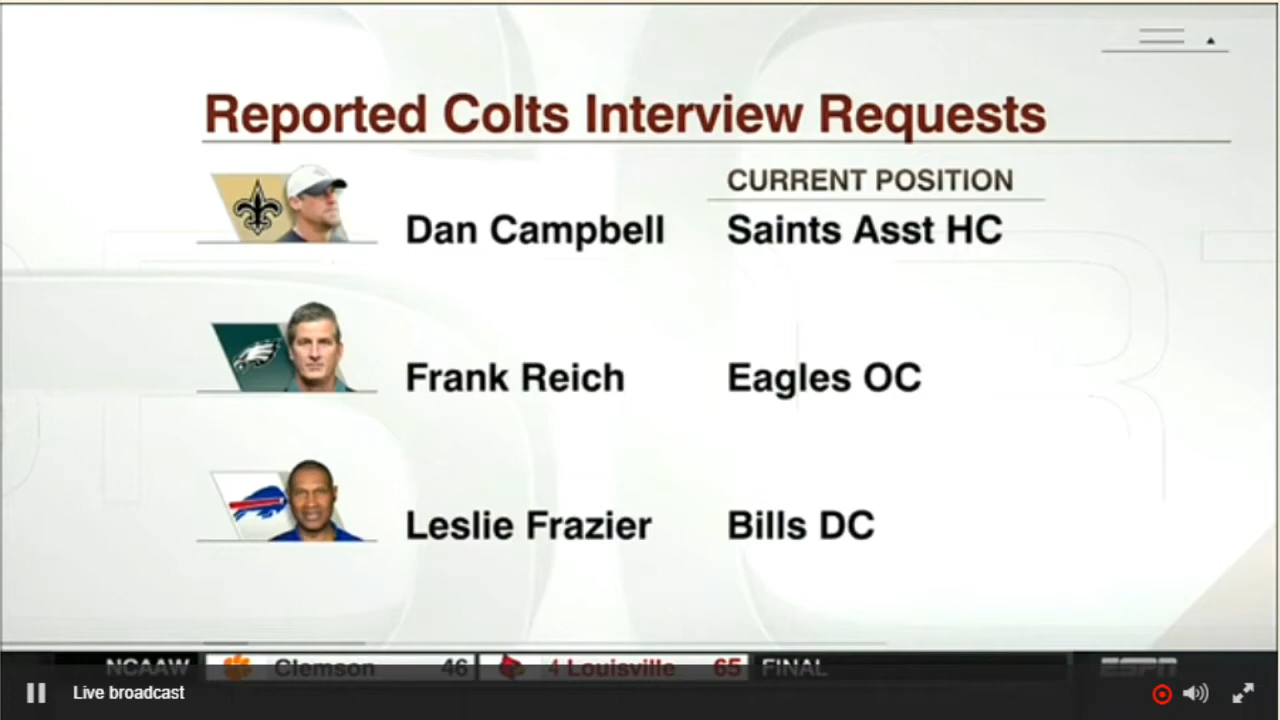 Reported Colts Interview Requests
CURRENT POSITION
Dan Campbell Saints Asst HC
Frank Reich Eagles OC
Leslie Frazier Bills DC
NCAAW Clemson 46 4 Louisville 65 FINAL ESPN
Live broadcast